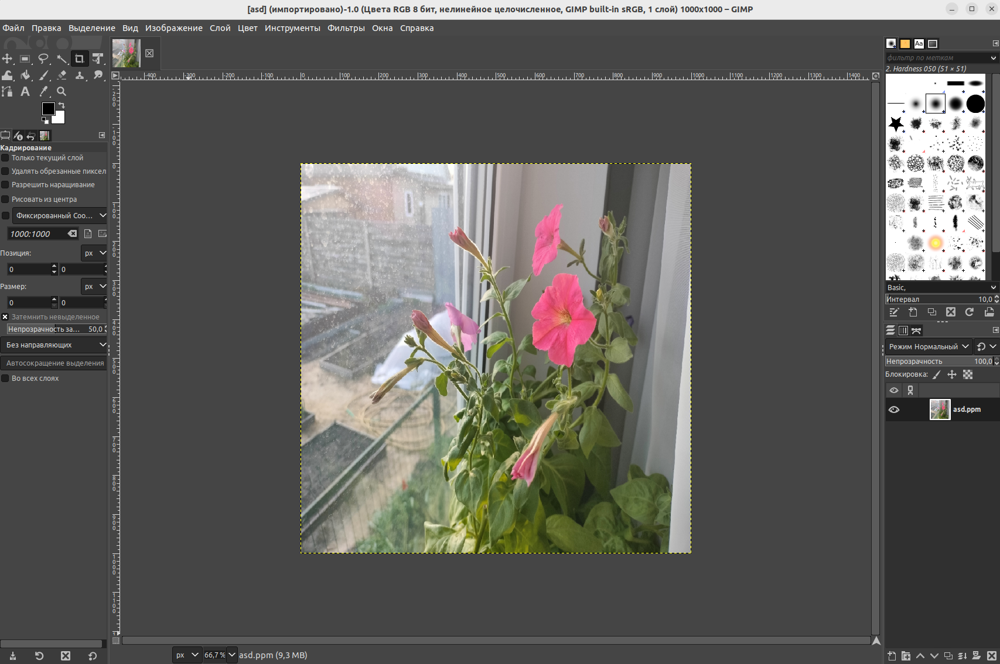 [asd] (импортировано)-1.0 (Цвета RGB 8 бит, нелинейное целочисленное, GIMP built-in sRGB, 1 слой) 1000x1000 – GIMP
Файл Правка Выделение Вид Изображение Слой Цвет Инструменты Фильтры Окна Справка
Кадрирование
Только текущий слой
Удалять обрезанные пиксел
Разрешить наращивание
Рисовать из центра
Фиксированный Соо...
1000:1000
Позиция:
px
0
0
Размер:
px
0
0
Затемнить невыделенное
Непрозрачность за... 50,0
Без направляющих
Автосокращение выделения
Во всех слоях
-400 -300 -200 -100 0 100 200 300 400 500 600 700 800 900 1000 1100 1200 1300 1400
px
66,7 %
asd.ppm (9,3 MB)
Aa
фильтр по меткам
2. Hardness 050 (51 × 51)
Basic,
Интервал 10,0
Режим Нормальный
Непрозрачность 100,0
Блокировка:
asd.ppm